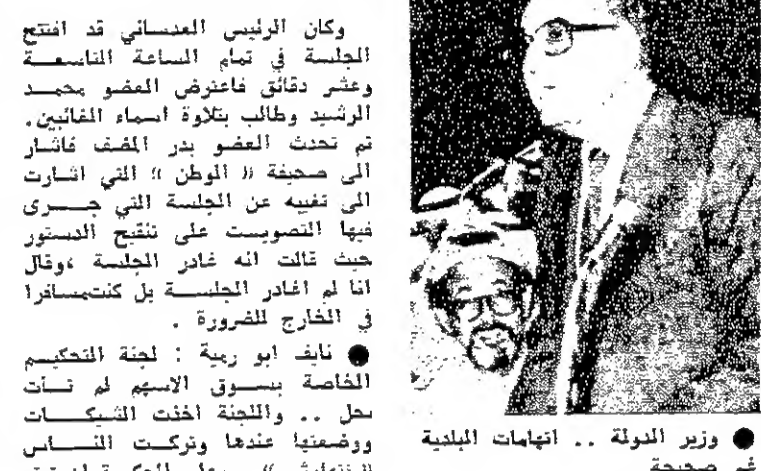 وكان الرئيس العدساني قد افتتح
الجلسة في تمام الساعة التاسعة
وعشر دقائق فاعترض العضو محمد
الرشيد وطالب بتلاوة اسماء الغائبين.
ثم تحدث العضو بدر المضف فاشار
الى صحيفة « الوطن » التي اشارت
الى تغيبه عن الجلسة التي جرى
فيها التصويت على تنقيح الدستور
حيث قالت انه غادر الجلسة ،وقال
انا لم اغادر الجلسة بل كنت مسافرا
في الخارج للضرورة .
● نايف ابو رمية : لجنة التحكيم
الخاصة بسوق الاسهم لم تأت
بحل .. واللجنة اخذت الشيكات
ووضعتها عندها وتركت الناس
● وزير الدولة .. اتهامات البلدية
غير صحيحة